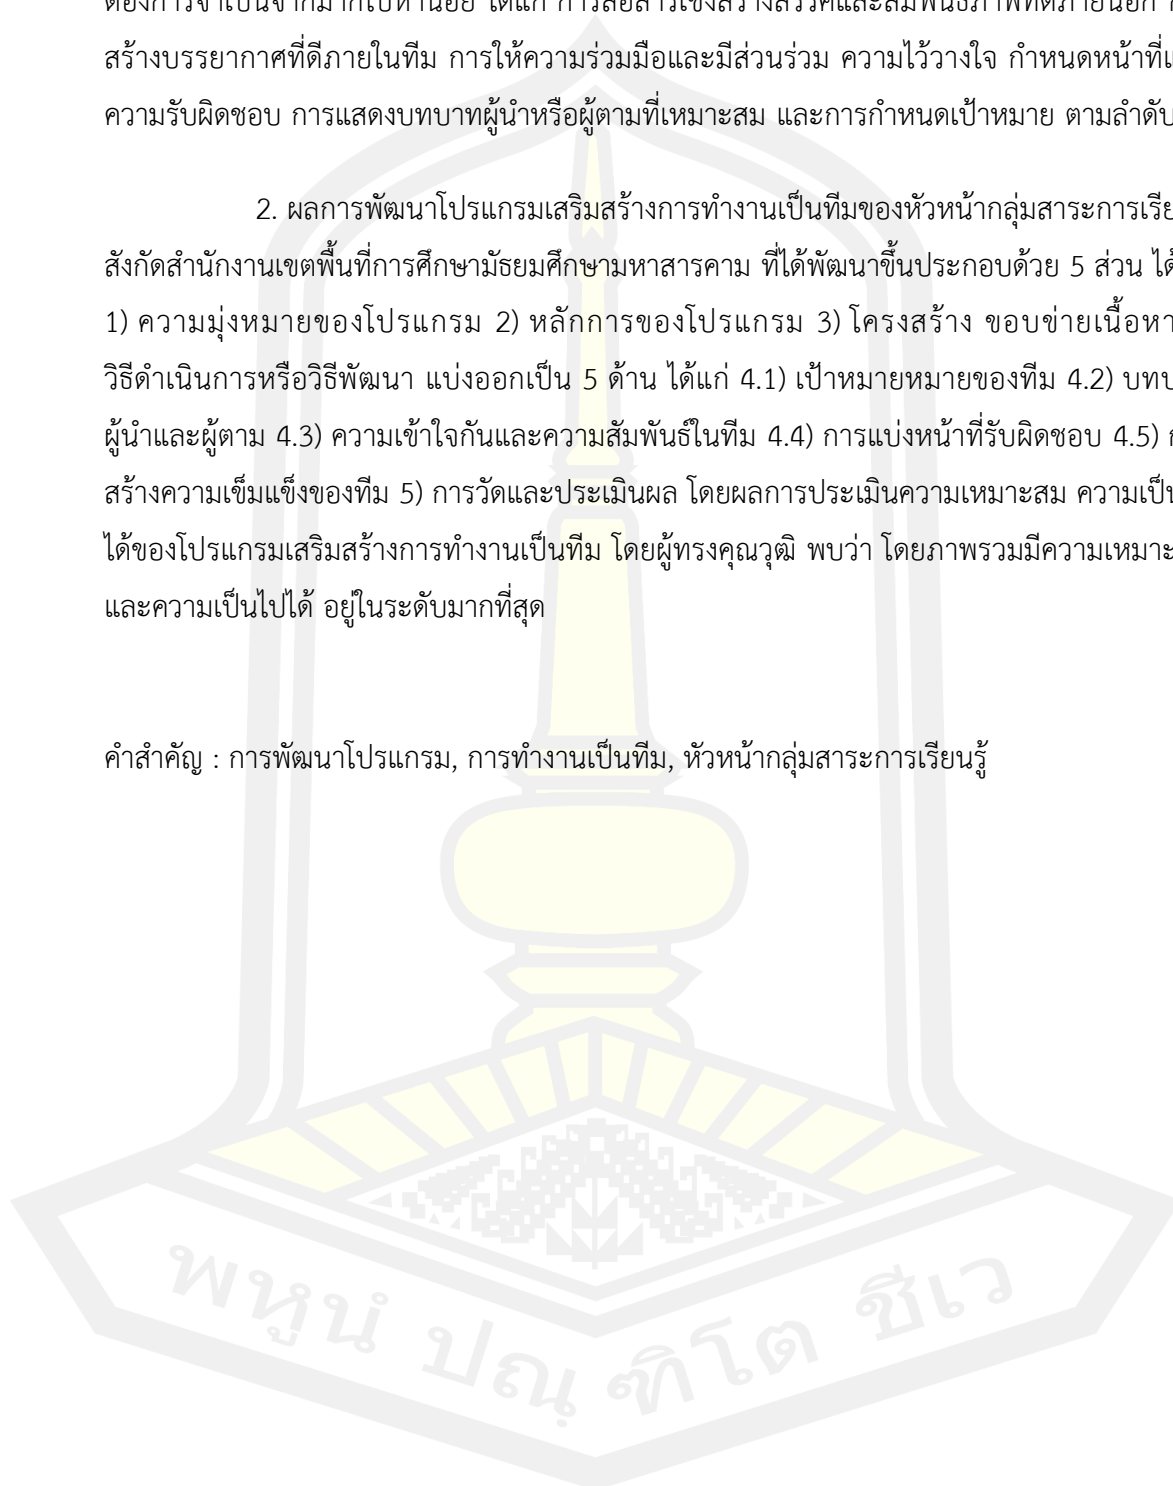 ต้องการจำเป็นจากมากไปหาน้อย ได้แก่ การสื่อสารเชิงสร้างสรรค์และสัมพันธภาพที่ดีภายนอก
สร้างบรรยากาศที่ดีภายในทีม การให้ความร่วมมือและมีส่วนร่วม ความไว้วางใจ กำหนดหน้าที่
ความรับผิดชอบ การแสดงบทบาทผู้นำหรือผู้ตามที่เหมาะสม และการกำหนดเป้าหมาย ตามลำดับ
2. ผลการพัฒนาโปรแกรมเสริมสร้างการทำงานเป็นทีมของหัวหน้ากลุ่มสาระการเรีย
สังกัดสำนักงานเขตพื้นที่การศึกษามัธยมศึกษามหาสารคาม ที่ได้พัฒนาขึ้นประกอบด้วย 5 ส่วน ได้
1) ความมุ่งหมายของโปรแกรม 2) หลักการของโปรแกรม 3) โครงสร้าง ขอบข่ายเนื้อหา
วิธีดำเนินการหรือวิธีพัฒนา แบ่งออกเป็น 5 ด้าน ได้แก่ 4.1) เป้าหมายหมายของทีม 4.2) บทบ
ผู้นำและผู้ตาม 4.3) ความเข้าใจกันและความสัมพันธ์ในทีม 4.4) การแบ่งหน้าที่รับผิดชอบ 4.5)
สร้างความเข็มแข็งของทีม 5) การวัดและประเมินผล โดยผลการประเมินความเหมาะสม ความเป็น
ได้ของโปรแกรมเสริมสร้างการทำงานเป็นทีม โดยผู้ทรงคุณวุฒิ พบว่า โดยภาพรวมมีความเหมาะ
และความเป็นไปได้ อยู่ในระดับมากที่สุด
คำสำคัญ : การพัฒนาโปรแกรม, การทำงานเป็นทีม, หัวหน้ากลุ่มสาระการเรียนรู้
พหูนํ ปณฺฑิโต ชีเว